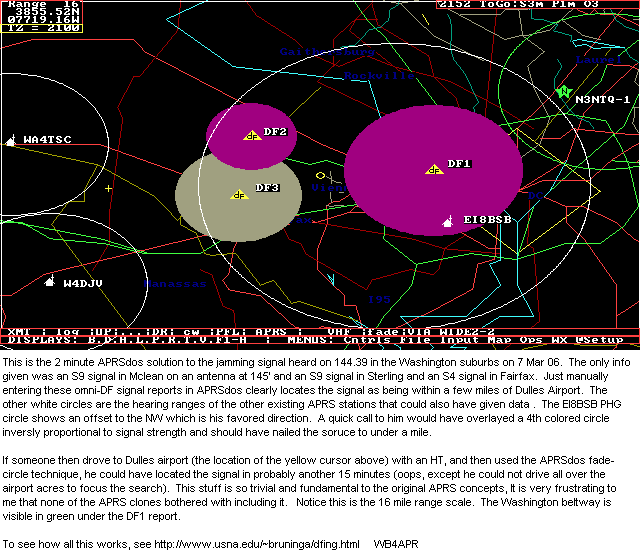 Range 16
3855.52N
07719.16W
TZ = 2100
2152 ToGo:S3m P1m O3
Gaithersburg
Rockville
Laurel
N3NTQ-1
WA4TSC
DF2
DF1
DF3
Vienna
DC
EI8BSB
W4DJV
Manassas
I95
XMT : log :UP:...:DR: cw :PFL: APRS : VHF :fade:VIA WIDE2-2
DISPLAYS: B.D.A.L.P.R.T.V.F1-H : MENUS: Cntrls File Input Map Ops WX @Setup
This is the 2 minute APRSdos solution to the jamming signal heard on 144.39 in the Washington suburbs on 7 Mar 06. The only info
given was an S9 signal in Mclean on an antenna at 145' and an S9 signal in Sterling and an S4 signal in Fairfax. Just manually
entering these omni-DF signal reports in APRSdos clearly locates the signal as being within a few miles of Dulles Airport. The
other white circles are the hearing ranges of the other existing APRS stations that could also have given data . The EI8BSB PHG
circle shows an offset to the NW which is his favored direction. A quick call to him would have overlayed a 4th colored circle
inversly proportional to signal strength and should have nailed the soruce to under a mile.
If someone then drove to Dulles airport (the location of the yellow cursor above) with an HT, and then used the APRSdos fade-
circle technique, he could have located the signal in probably another 15 minutes (oops, except he could not drive all over the
airport acres to focus the search). This stuff is so trivial and fundamental to the original APRS concepts, It is very frustrating to
me that none of the APRS clones bothered with including it. Notice this is the 16 mile range scale. The Washington beltway is
visible in green under the DF1 report.
To see how all this works, see http://www.usna.edu/~bruninga/dfing.html WB4APR